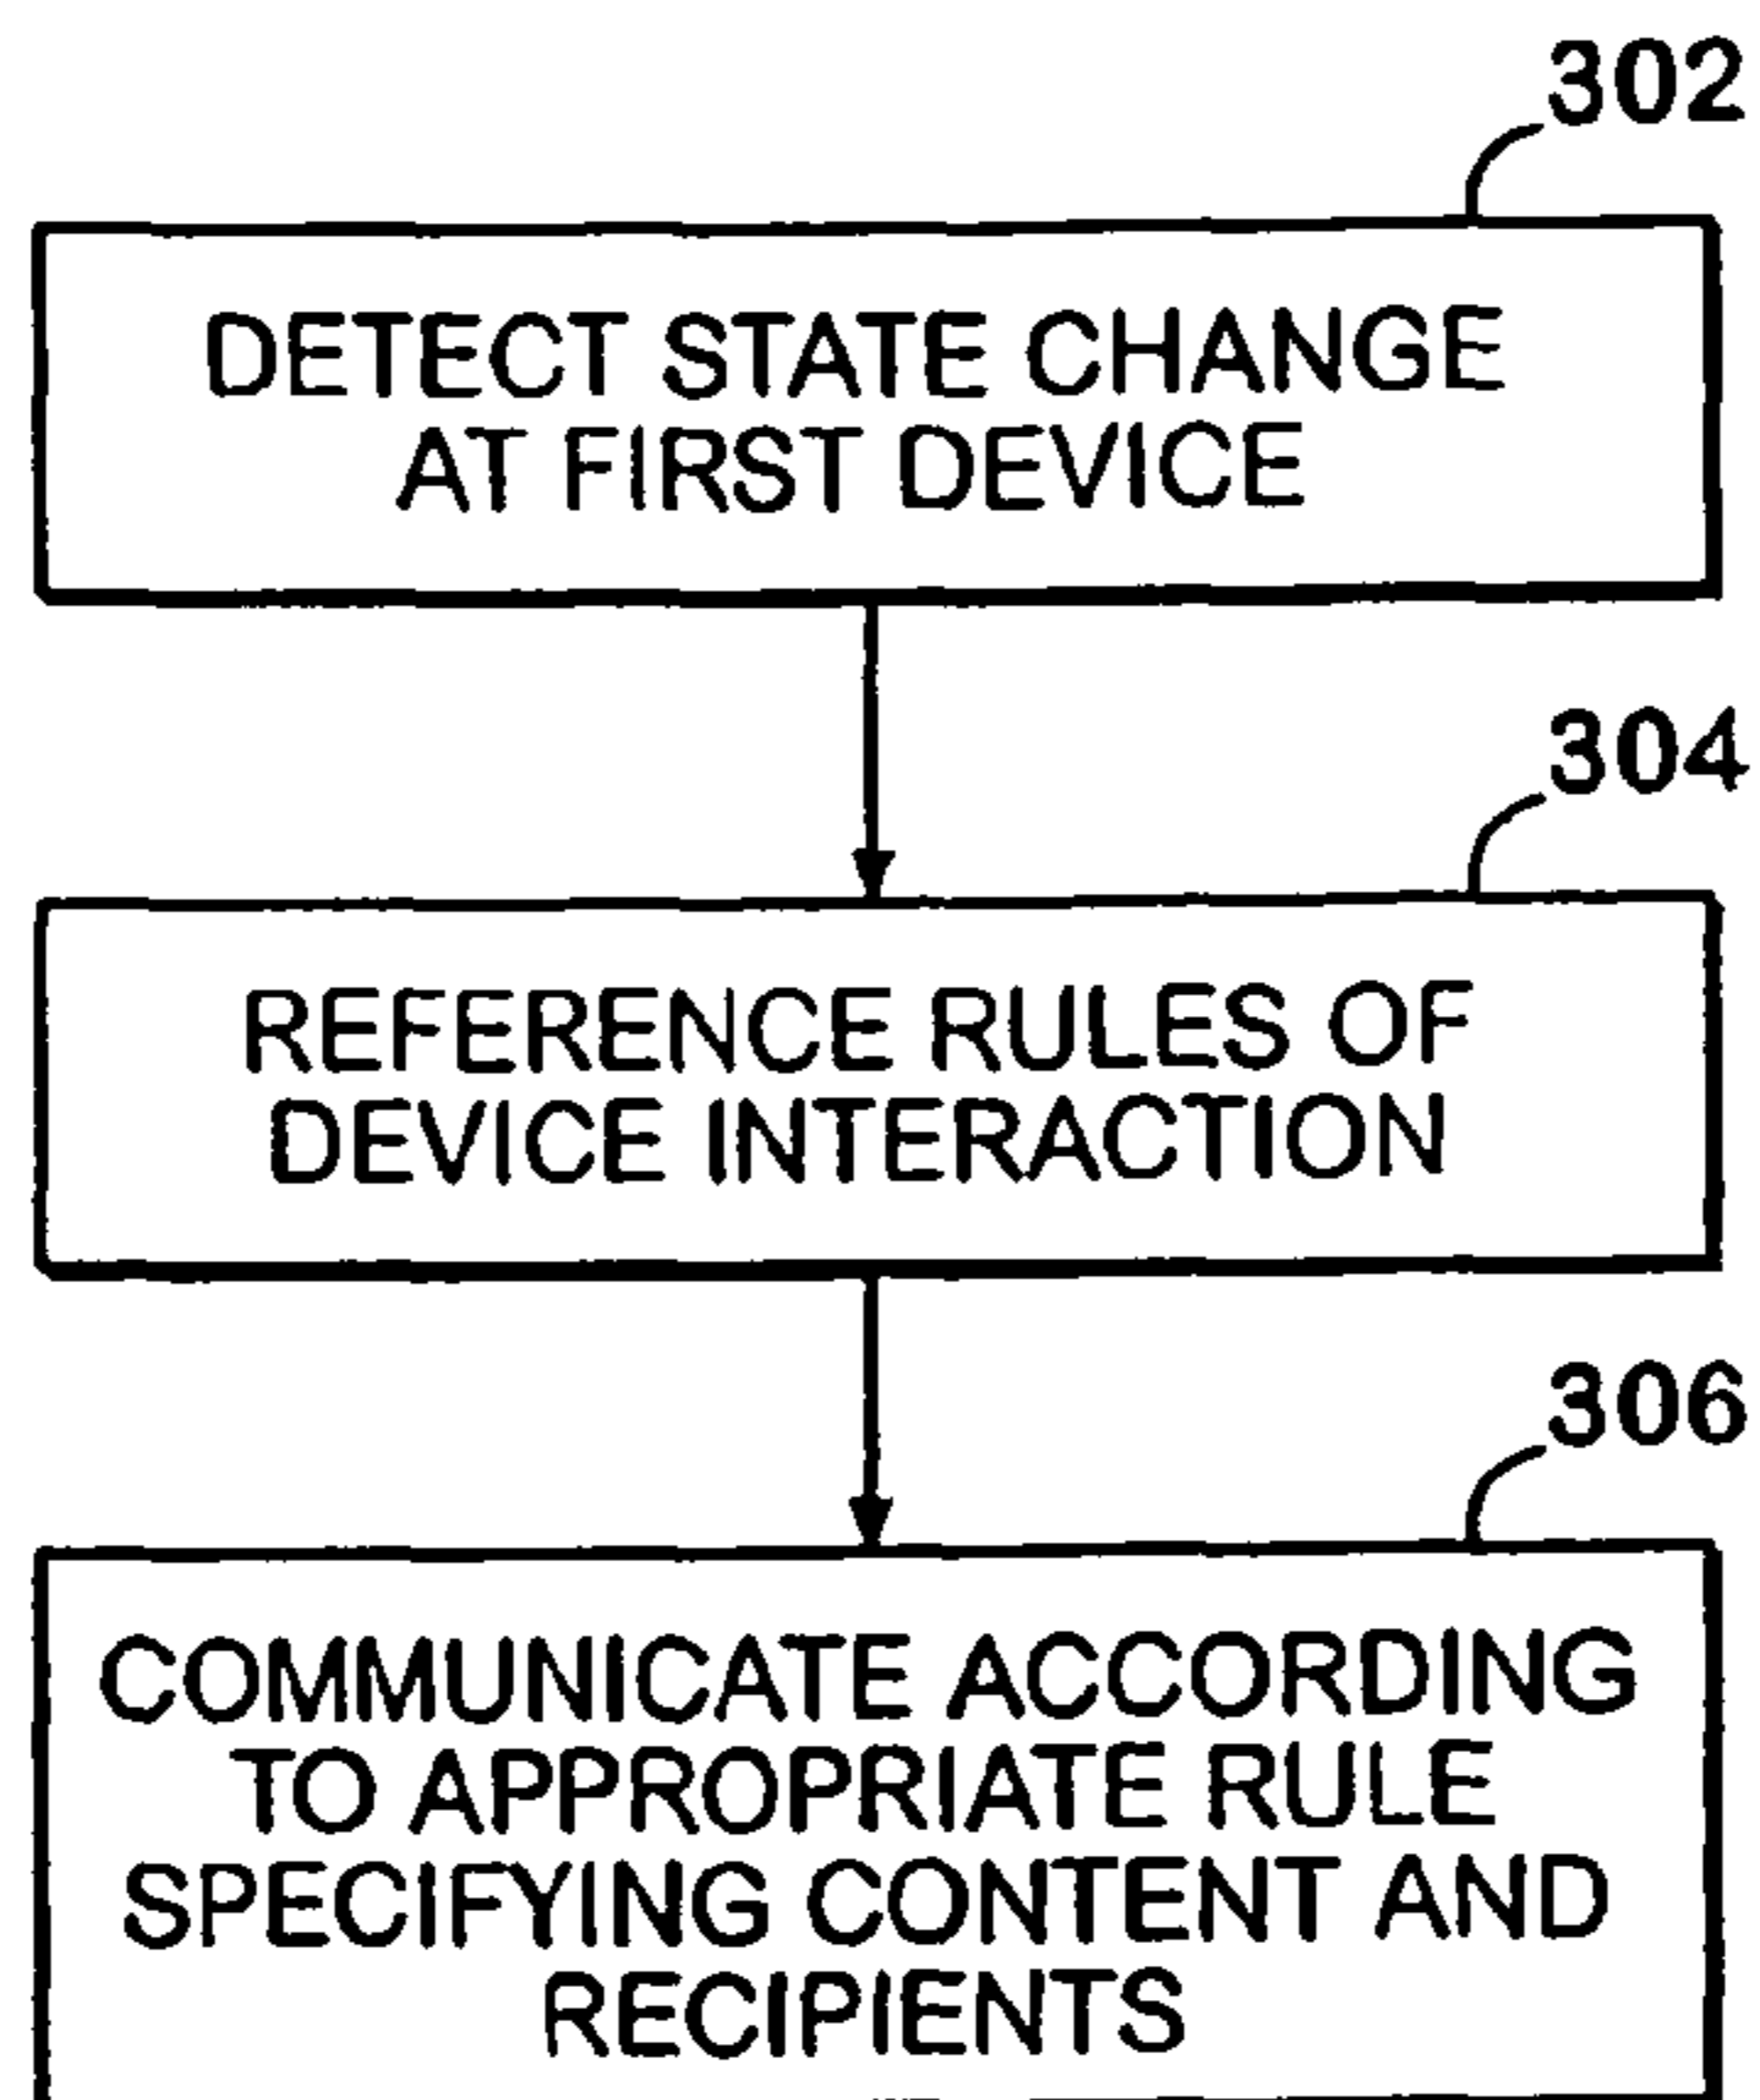 302
DETECT STATE CHANGE
AT FIRST DEVICE
304
REFERENCE RULES OF
DEVICE INTERACTION
306
COMMUNICATE ACCORDING
TO APPROPRIATE RULE
SPECIFYING CONTENT AND
RECIPIENTS